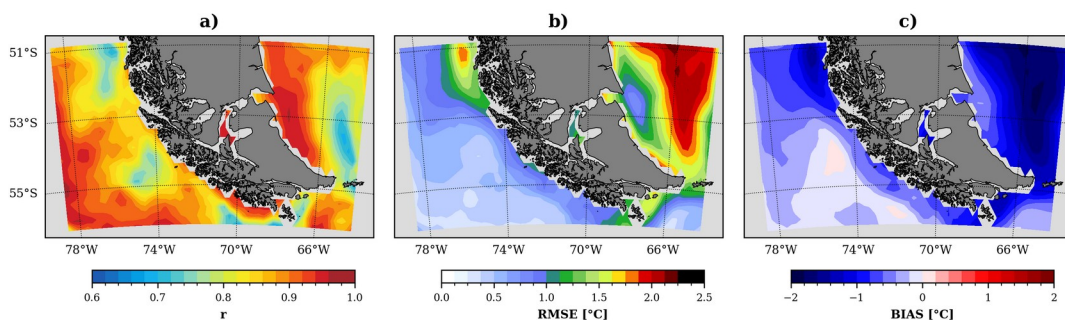 a) b) c)
51°S
53°S
55°S
78°W 74°W 70°W 66°W 78°W 74°W 70°W 66°W 78°W 74°W 70°W 66°W
0.6 0.7 0.8 0.9 1.0 0.0 0.5 1.0 1.5 2.0 2.5 −2 −1 0 1 2
r RMSE [°C] BIAS [°C]